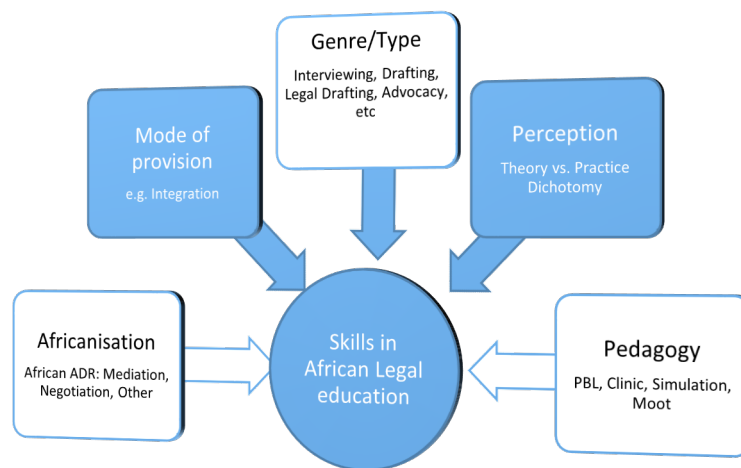 Genre/Type
Interviewing, Drafting,
Legal Drafting, Advocacy,
etc
Mode of
provision
e.g. Integration
Perception
Theory vs. Practice
Dichotomy
Africanisation
African ADR: Mediation,
Negotiation, Other
Skills in
African Legal
education
Pedagogy
PBL, Clinic, Simulation,
Moot